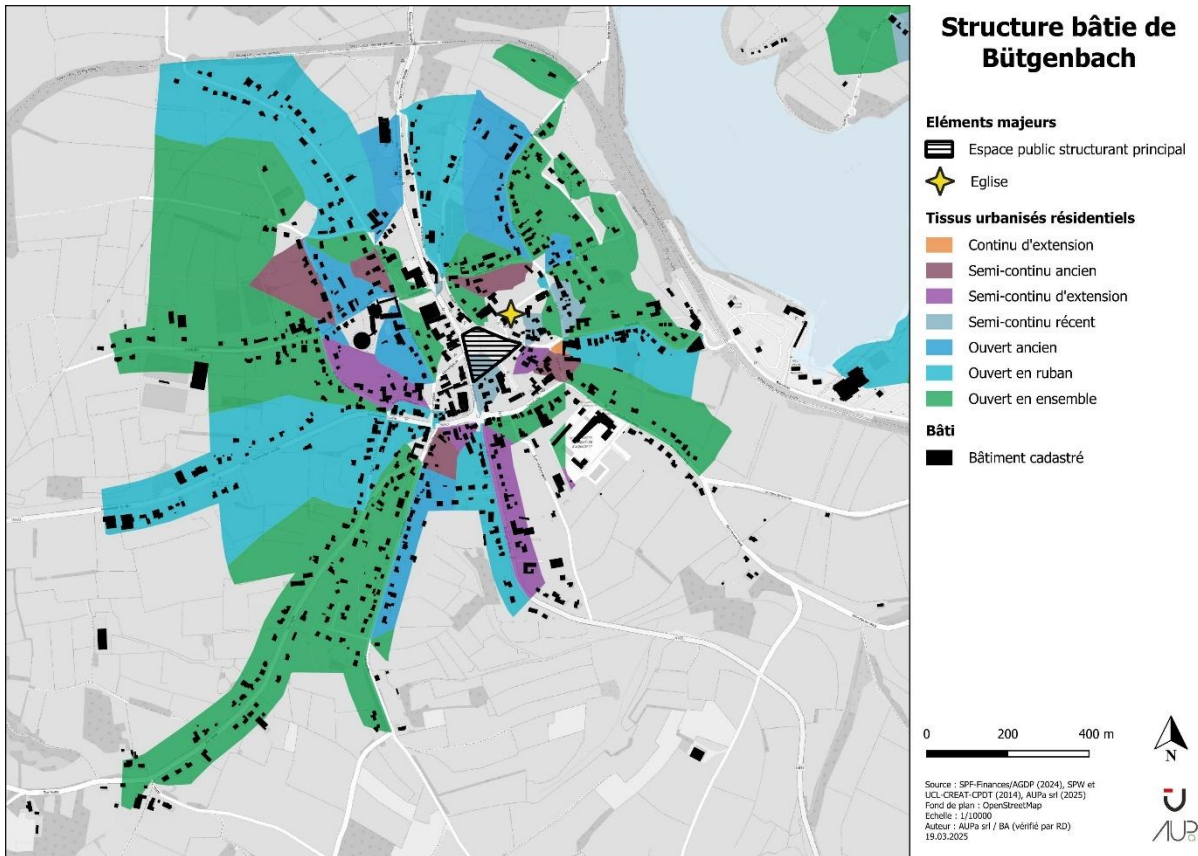 Structure bâtie de
Bütgenbach
Eléments majeurs
Espace public structurant principal
Eglise
Tissus urbanisés résidentiels
Continu d'extension
Semi-continu ancien
Semi-continu d'extension
Semi-continu récent
Ouvert ancien
Ouvert en ruban
Ouvert en ensemble
Bâti
Bâtiment cadastré
0 200 400 m
N
Source : SPF-Finances/AGDP (2024), SPW et
UCL-CREAT-CPDT (2014), AUPa srl (2025)
Fond de plan : OpenStreetMap
Echelle : 1/10000
Auteur : AUPa srl / BA (vérifié par RD)
19.03.2025